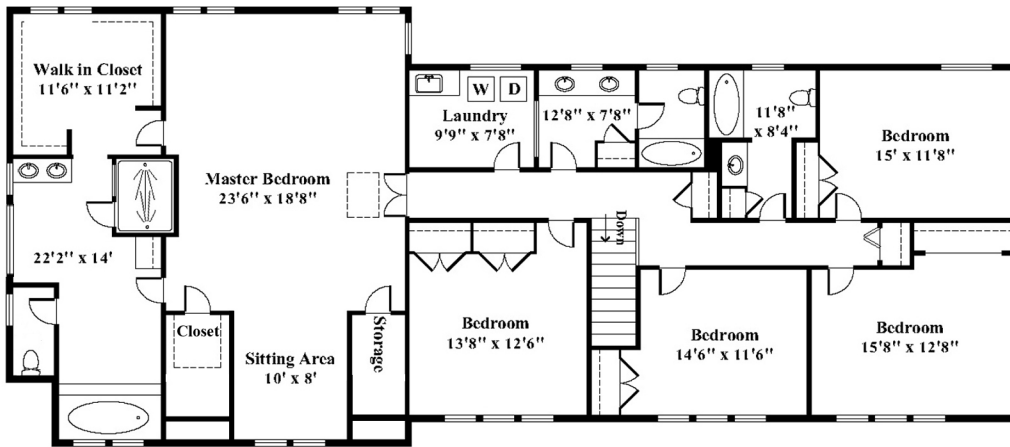 Walk in Closet
11'6" x 11'2"
Master Bedroom
23'6" x 18'8"
22'2" x 14'
Closet
Sitting Area
10' x 8'
Storage
W D
Laundry
9'9" x 7'8"
12'8" x 7'8"
11'8"
x 8'4"
Bedroom
15' x 11'8"
Down
Bedroom
13'8" x 12'6"
Bedroom
14'6" x 11'6"
Bedroom
15'8" x 12'8"